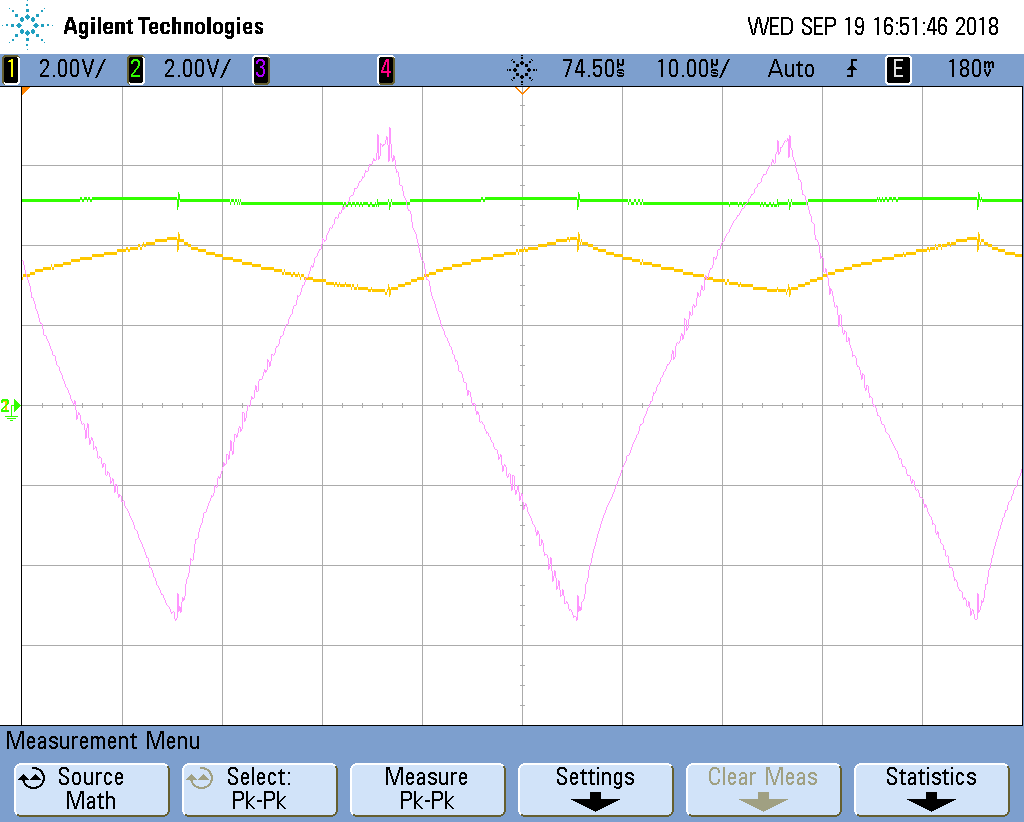 Agilent Technologies WED SEP 19 16:51:46 2018
1 2.00V/ 2 2.00V/ 3 4 74.50µs 10.00µs/ Auto E 180mV
2
Measurement Menu
Source Select: Measure Settings Clear Meas Statistics
Math Pk-Pk Pk-Pk